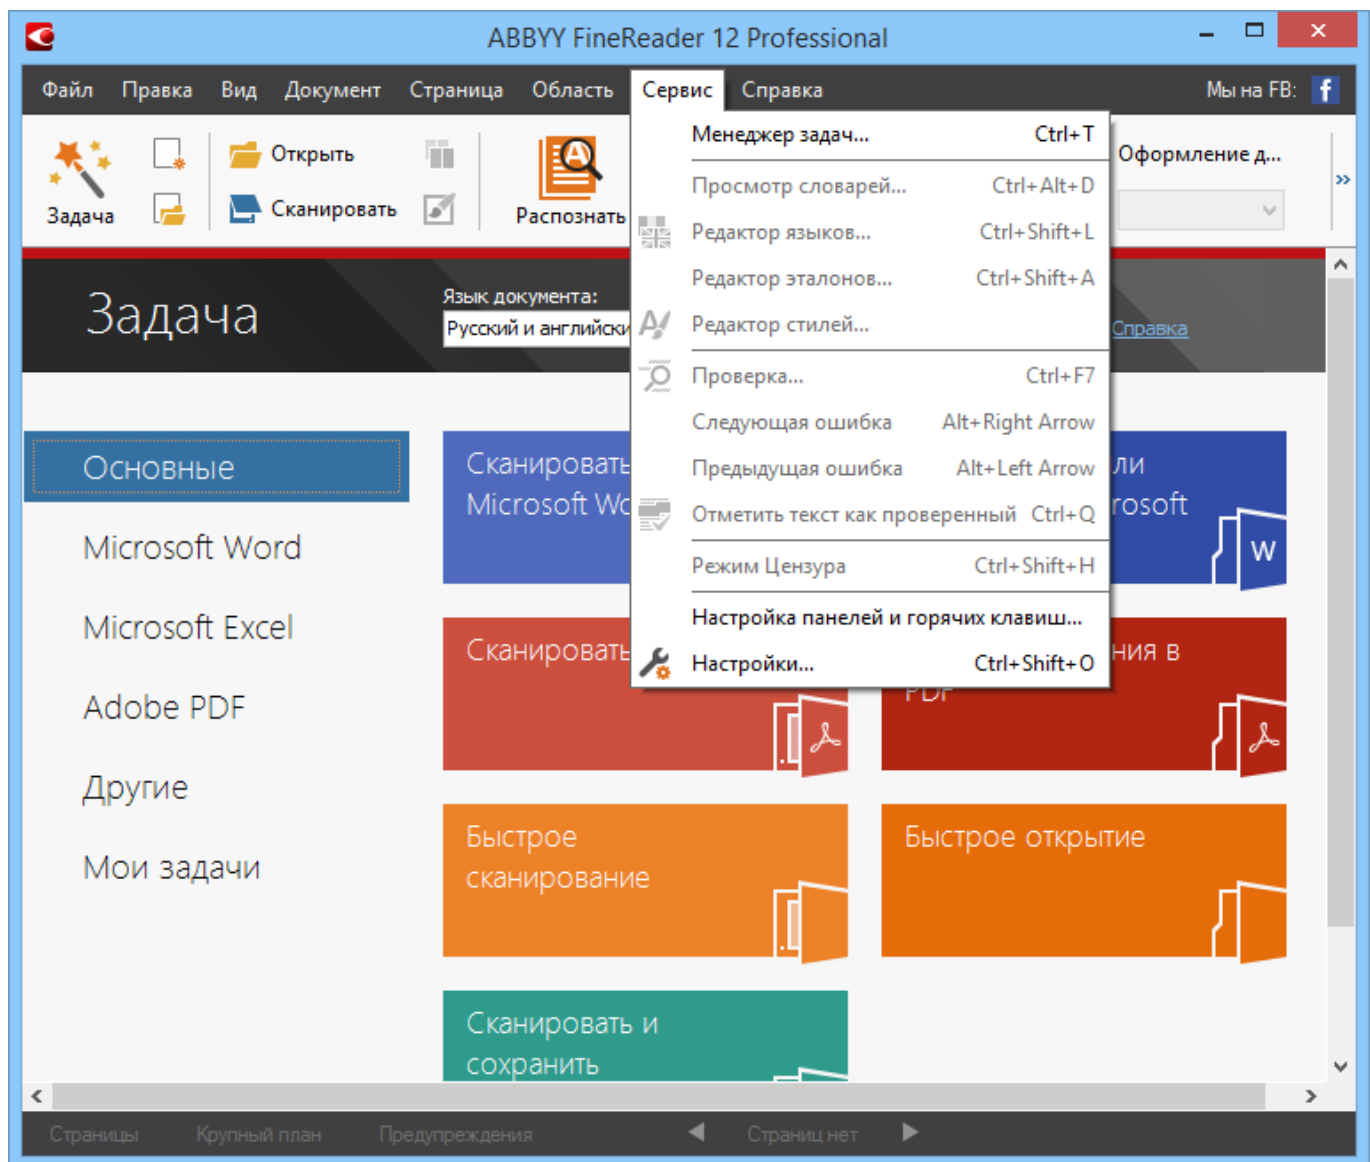 ABBYY FineReader 12 Professional
Файл Правка Вид Документ Страница Область Сервис Справка Мы на FB:
Задача
Открыть
Сканировать
Распознать
Оформление д...
Менеджер задач... Ctrl+T
Просмотр словарей... Ctrl+Alt+D
Редактор языков... Ctrl+Shift+L
Редактор эталонов... Ctrl+Shift+A
Редактор стилей...
Проверка... Ctrl+F7
Следующая ошибка Alt+Right Arrow
Предыдущая ошибка Alt+Left Arrow
Отметить текст как проверенный Ctrl+Q
Режим Цензура Ctrl+Shift+H
Настройка панелей и горячих клавиш...
Настройки... Ctrl+Shift+O
Задача
Язык документа:
Русский и английски
Справка
Основные
Microsoft Word
Microsoft Excel
Adobe PDF
Другие
Мои задачи
Сканировать
Microsoft Wo
ли
rosoft
W
Сканировать
ния в
PDF
Быстрое
сканирование
Быстрое открытие
Сканировать и
сохранить
Страницы Крупный план Предупреждения Страниц нет